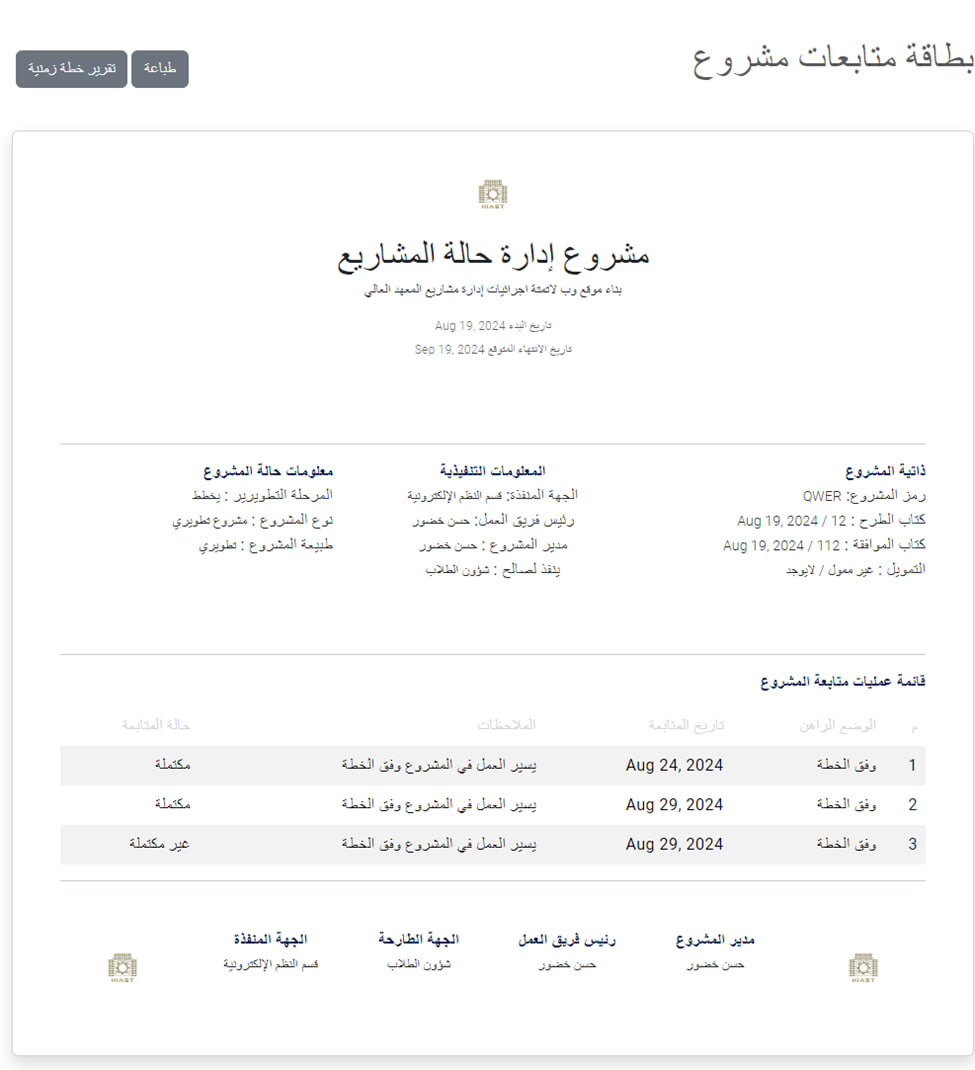 بطاقة متابعات مشروع
طباعة
تقرير خطة زمنية
HIAST
مشروع إدارة حالة المشاريع
بناء موقع وب لاتمتة اجرائيات إدارة مشاريع المعهد العالي
تاريخ البدء Aug 19, 2024
تاريخ الانتهاء المتوقع Sep 19, 2024
ذاتية المشروع
رمز المشروع: QWER
كتاب الطرح : 12 / Aug 19, 2024
كتاب الموافقة : 112 / Aug 19, 2024
التمويل : غير ممول / لايوجد
المعلومات التنفيذية
الجهة المنفذة: قسم النظم الإلكترونية
رئيس فريق العمل: حسن خضور
مدير المشروع : حسن خضور
ينفذ لصالح : شؤون الطلاب
معلومات حالة المشروع
المرحلة التطويرير : يخطط
نوع المشروع : مشروع تطويري
طبيعة المشروع : تطويري
قائمة عمليات متابعة المشروع
م الوضع الراهن تاريخ المتابعة الملاحظات حالة المتابعة
1 وفق الخطة Aug 24, 2024 يسير العمل في المشروع وفق الخطة مكتملة
2 وفق الخطة Aug 29, 2024 يسير العمل في المشروع وفق الخطة مكتملة
3 وفق الخطة Aug 29, 2024 يسير العمل في المشروع وفق الخطة غير مكتملة
مدير المشروع رئيس فريق العمل الجهة الطارحة الجهة المنفذة
حسن خضور حسن خضور شؤون الطلاب قسم النظم الإلكترونية
HIAST HIAST